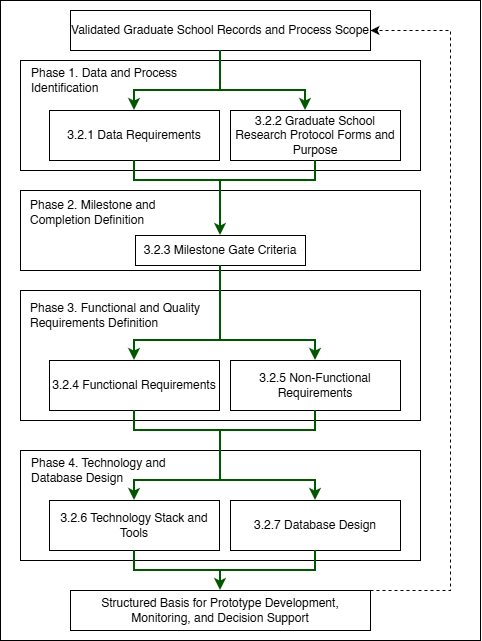 Validated Graduate School Records and Process Scope
Phase 1. Data and Process
Identification
3.2.1 Data Requirements
3.2.2 Graduate School
Research Protocol Forms and
Purpose
Phase 2. Milestone and
Completion Definition
3.2.3 Milestone Gate Criteria
Phase 3. Functional and Quality
Requirements Definition
3.2.4 Functional Requirements
3.2.5 Non-Functional
Requirements
Phase 4. Technology and
Database Design
3.2.6 Technology Stack and
Tools
3.2.7 Database Design
Structured Basis for Prototype Development,
Monitoring, and Decision Support